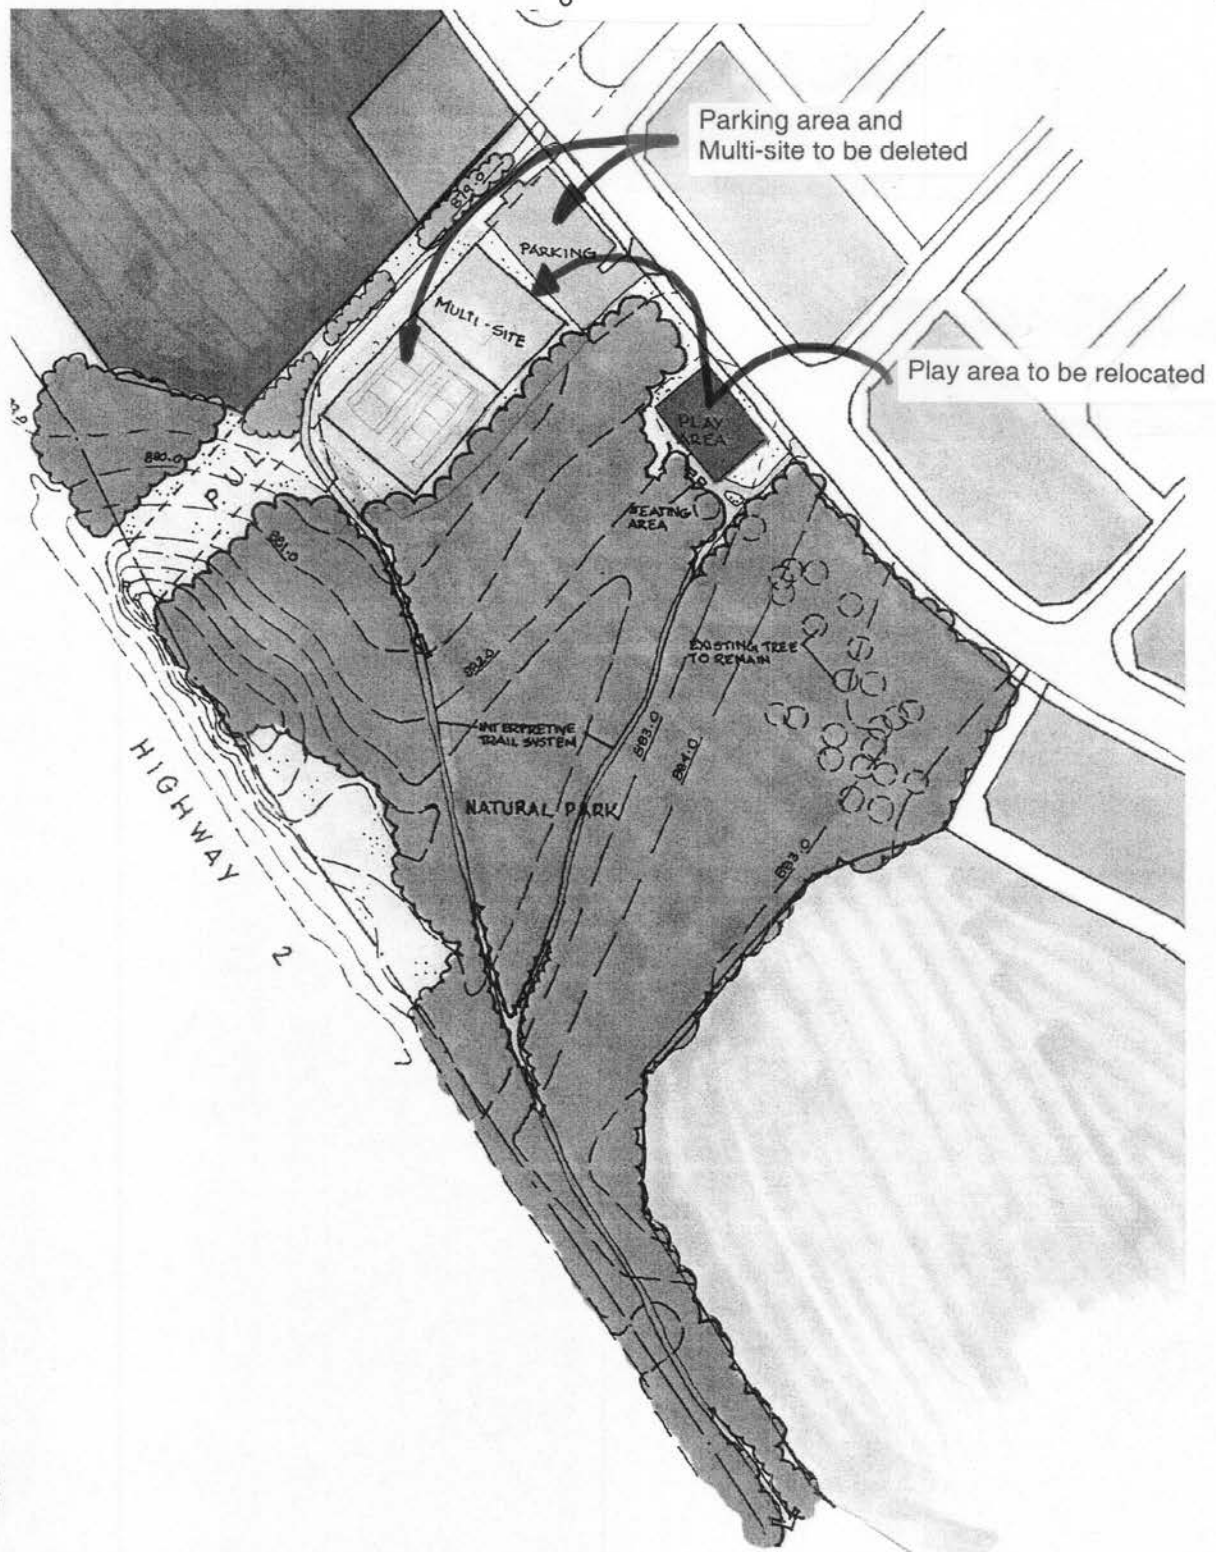 Parking area and
Multi-site to be deleted
879.0
PARKING
MULTI-SITE
Play area to be relocated
PLAY
AREA
880.0
PUL
ER
SEATING
AREA
881.0
EXISTING TREE
TO REMAIN
882.0
INTERPRETIVE
TRAIL SYSTEM
883.0
884.0
HIGHWAY 2
NATURAL PARK
883.0